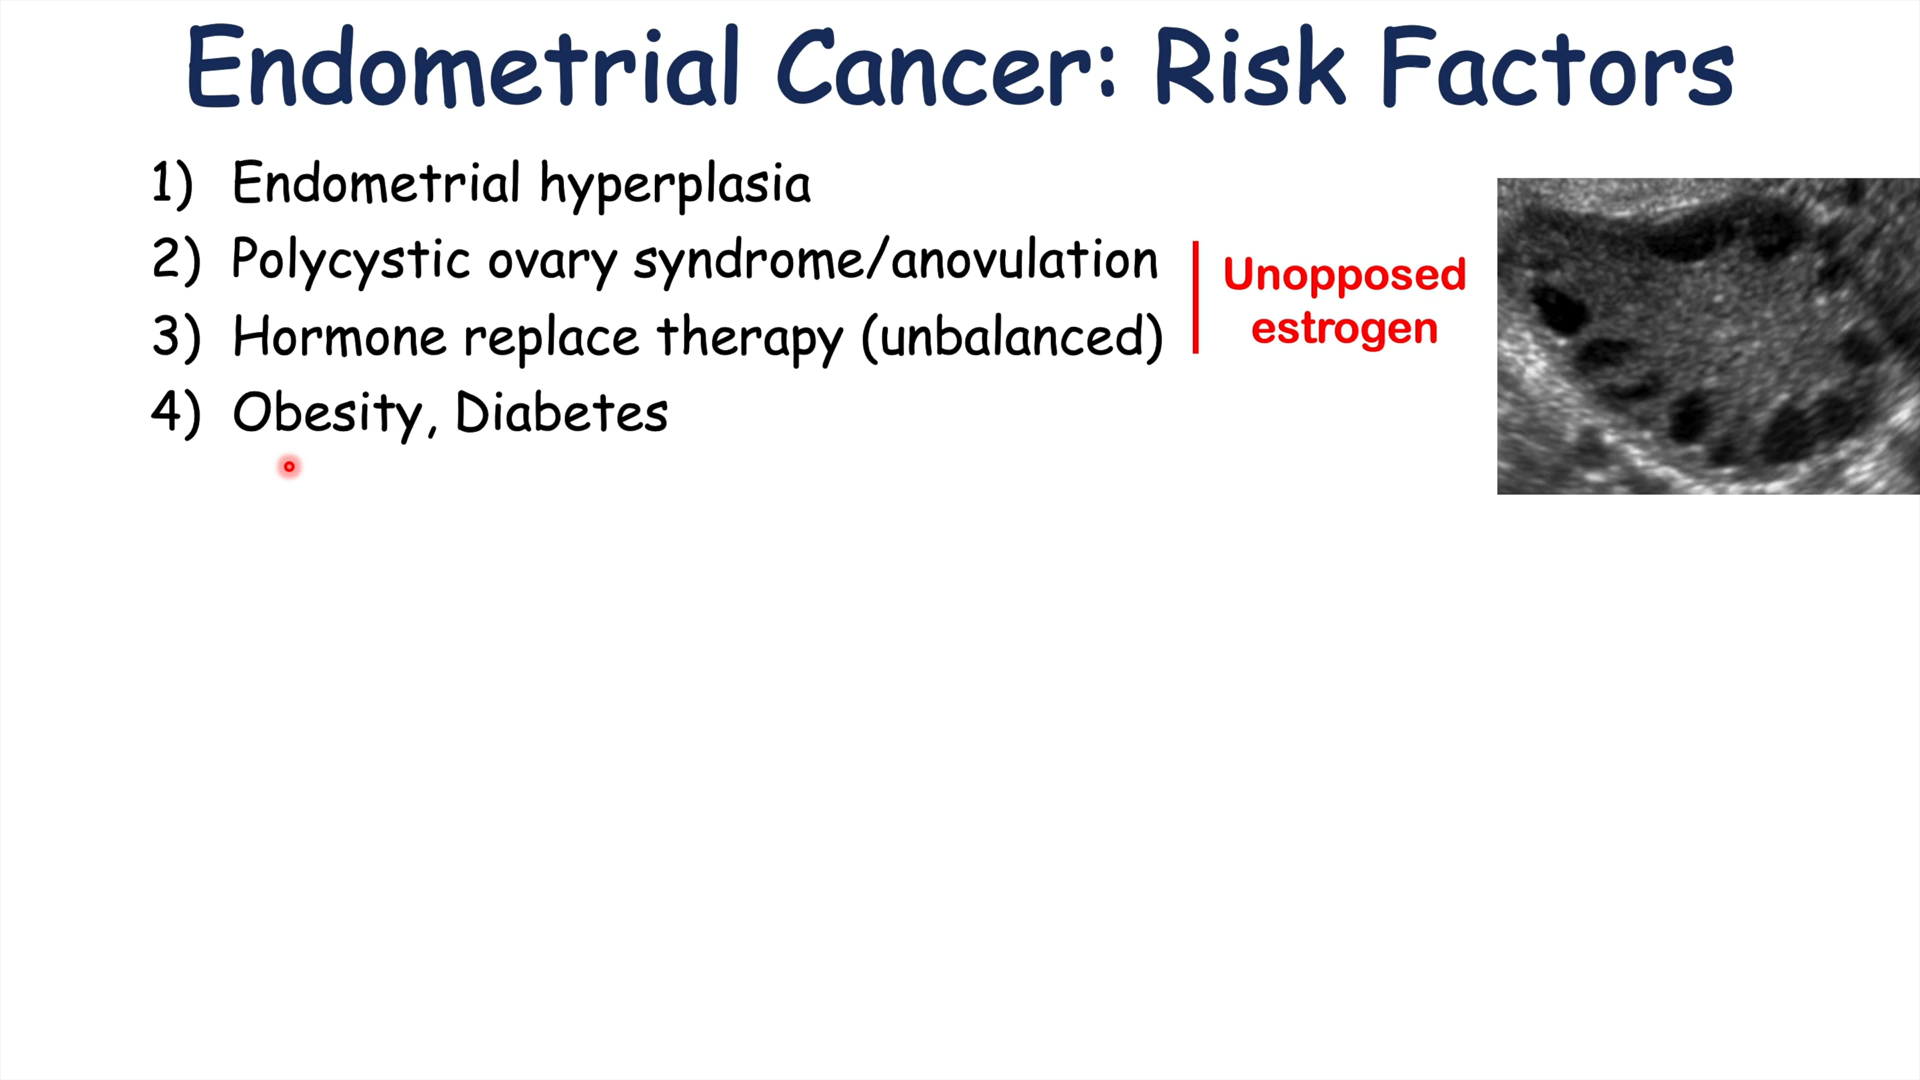 Endometrial Cancer: Risk Factors
1) Endometrial hyperplasia
2) Polycystic ovary syndrome/anovulation
3) Hormone replace therapy (unbalanced)
4) Obesity, Diabetes
Unopposed
estrogen